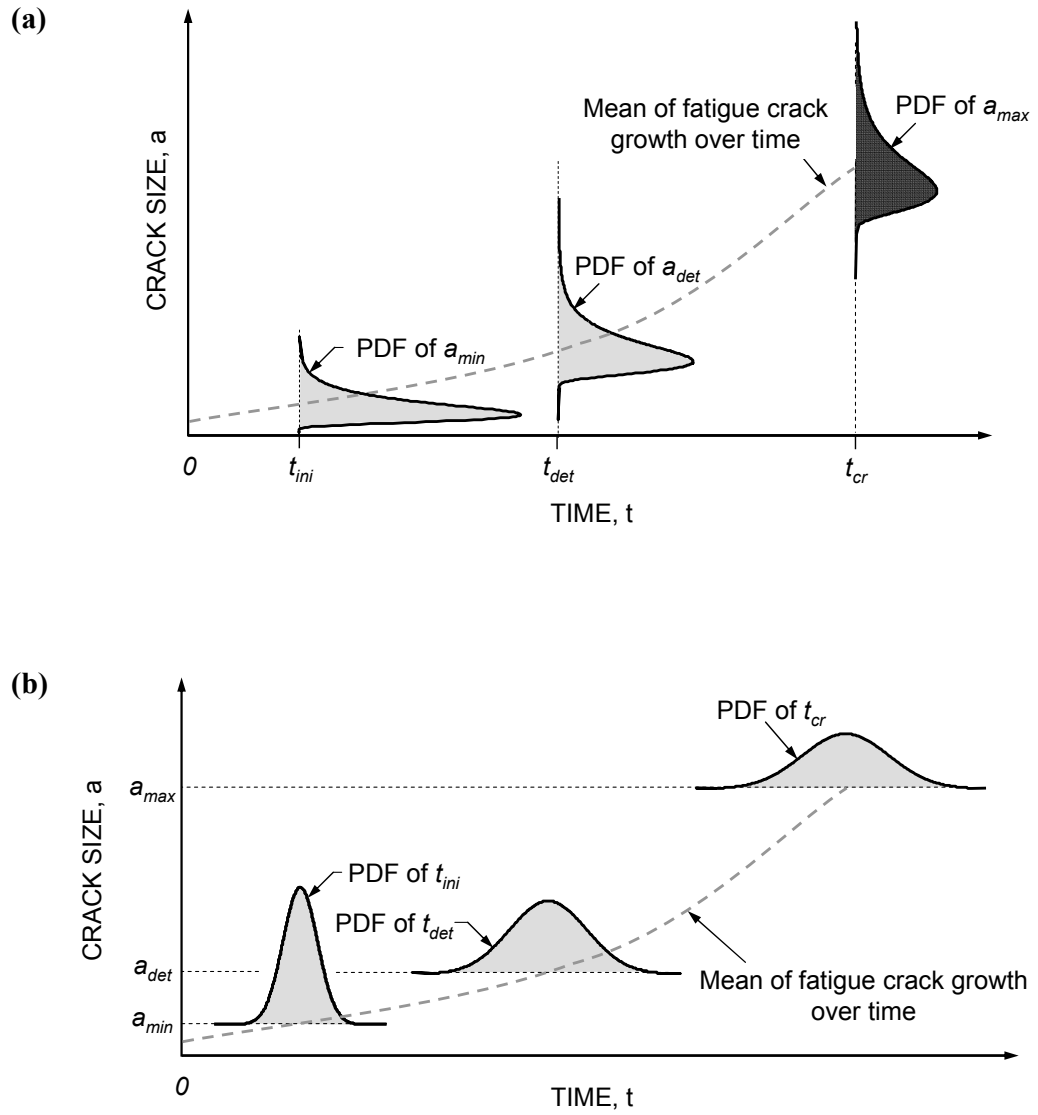 (a)
CRACK SIZE, a
Mean of fatigue crack
growth over time
PDF of a_max
PDF of a_det
PDF of a_min
0
t_ini
t_det
t_cr
TIME, t
(b)
CRACK SIZE, a
PDF of t_cr
a_max
PDF of t_ini
PDF of t_det
a_det
Mean of fatigue crack growth
over time
a_min
0
TIME, t